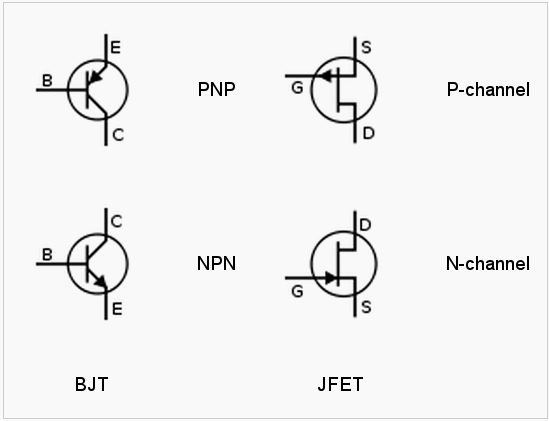 E S
B PNP G P-channel
C D
C D
B NPN N-channel
G
E S
BJT JFET